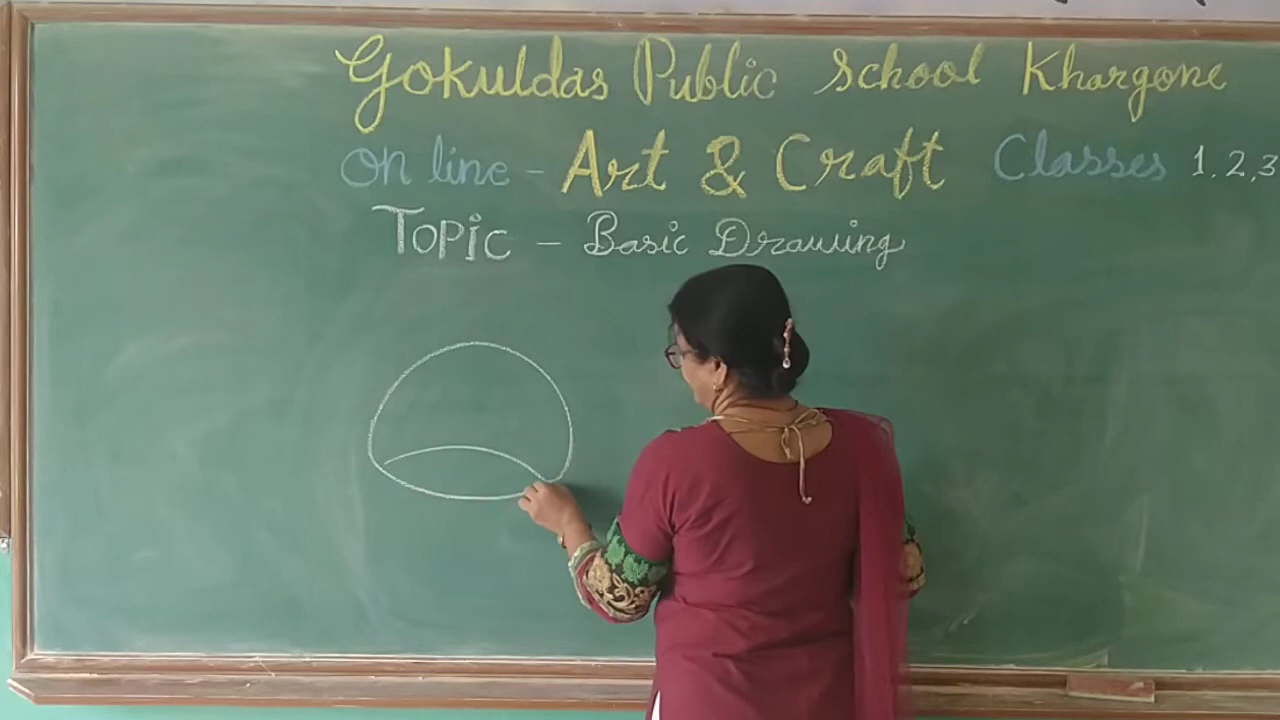 Gokuldas Public School Khargone
On line - Art & Craft Classes 1, 2, 3
Topic - Basic Drawing